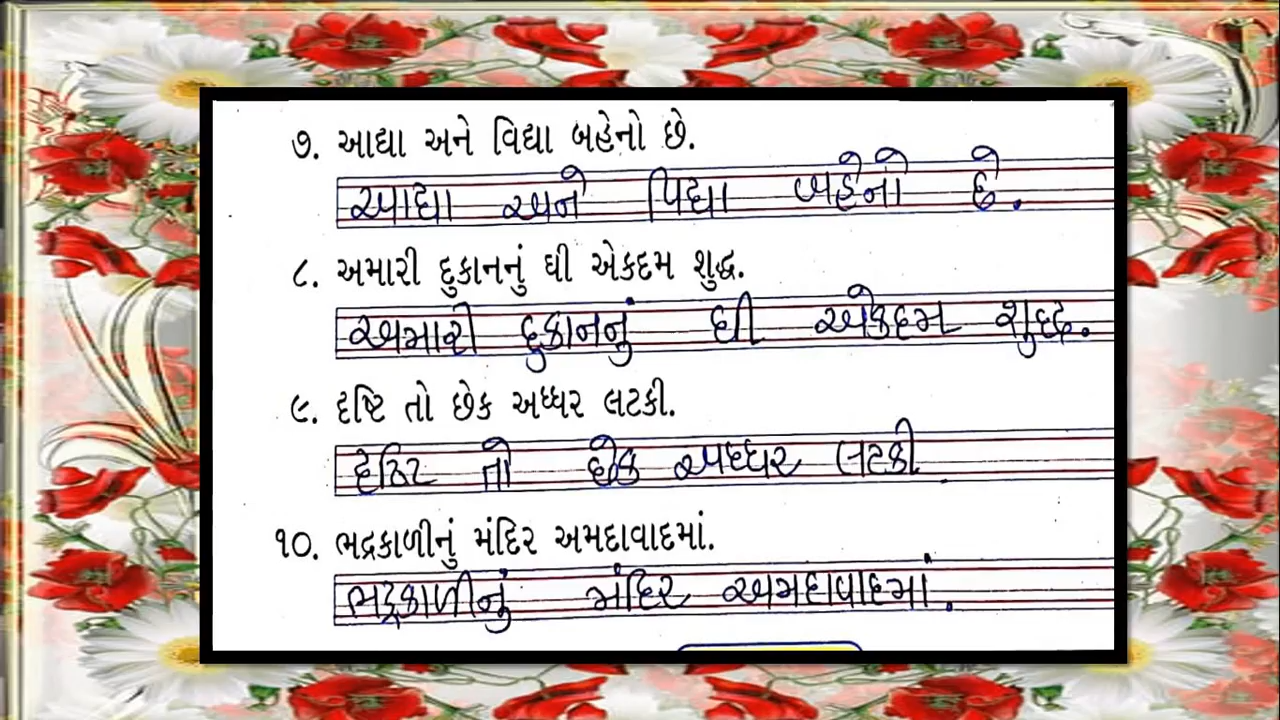 ૭. આદ્યા અને વિદ્યા બહેનો છે.
આદ્યા અને વિદ્યા બહેનો છે.
૮. અમારી દુકાનનું ઘી એકદમ શુદ્ધ.
અમારી દુકાનનું ઘી એકદમ શુદ્ધ.
૯. દૃષ્ટિ તો છેક અધ્ધર લટકી.
દૃષ્ટિ તો છેક અધ્ધર લટકી.
૧૦. ભદ્રકાળીનું મંદિર અમદાવાદમાં.
ભદ્રકાળીનું મંદિર અમદાવાદમાં.